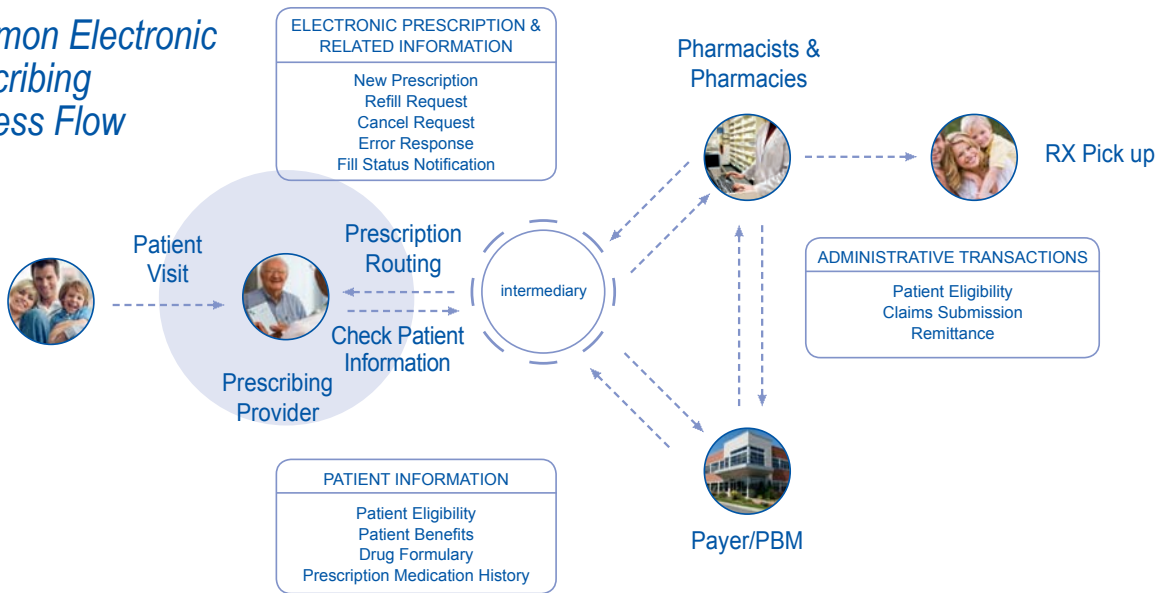 mon Electronic
cribing
ess Flow
ELECTRONIC PRESCRIPTION &
RELATED INFORMATION
New Prescription
Refill Request
Cancel Request
Error Response
Fill Status Notification
Pharmacists &
Pharmacies
RX Pick up
Patient
Visit
Prescription
Routing
intermediary
Check Patient
Information
Prescribing
Provider
ADMINISTRATIVE TRANSACTIONS
Patient Eligibility
Claims Submission
Remittance
PATIENT INFORMATION
Patient Eligibility
Patient Benefits
Drug Formulary
Prescription Medication History
Payer/PBM